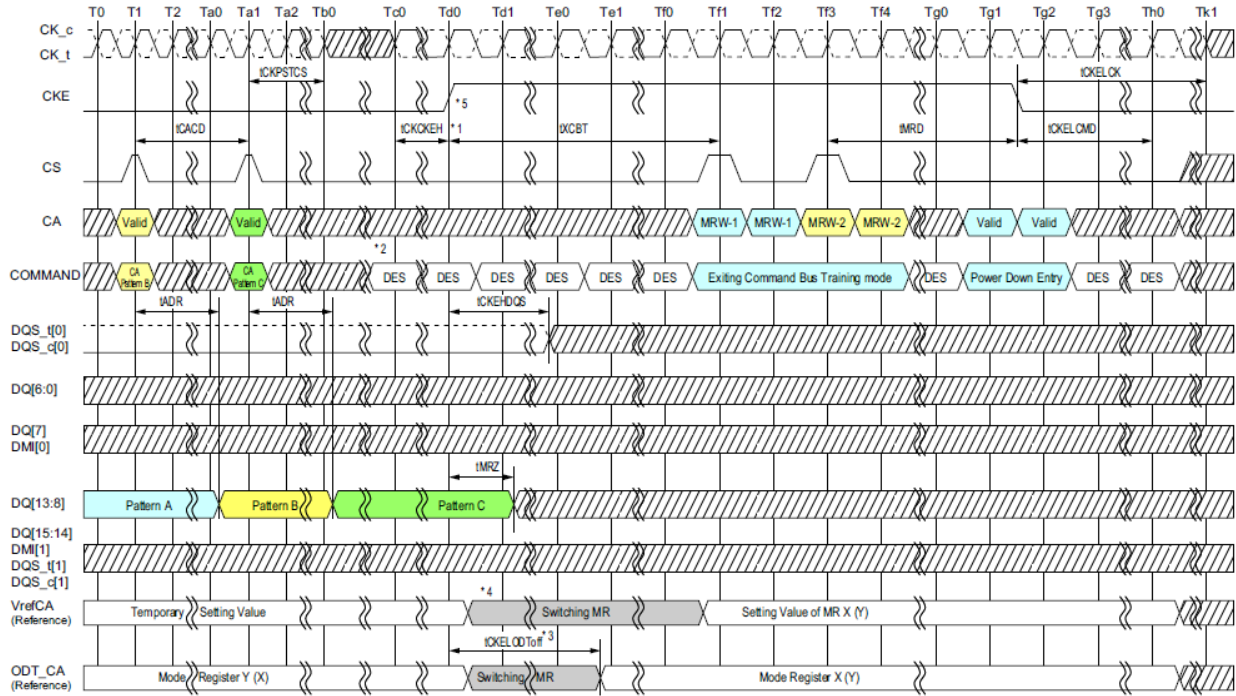 T0 T1 T2 Ta0 Ta1 Ta2 Tb0 Tc0 Td0 Td1 Te0 Te1 Tf0 Tf1 Tf2 Tf3 Tf4 Tg0 Tg1 Tg2 Tg3 Th0 Tk1
CK_c
CK_t
tCKPSTCS tCKELCK
CKE
*5
tCACD tCKCKEH *1 tXCBT tMRD tCKELCMD
CS
CA Valid Valid MRW-1 MRW-1 MRW-2 MRW-2 Valid Valid
*2
COMMAND CA Pattern B CA Pattern C DES DES DES DES DES DES Exiting Command Bus Training mode DES Power Down Entry DES DES
tADR tADR tCKEHDQS
DQS_t[0]
DQS_c[0]
DQ[6:0]
DQ[7]
DMI[0]
tMRZ
DQ[13:8] Pattern A Pattern B Pattern C
DQ[15:14]
DMI[1]
DQS_t[1]
DQS_c[1]
*4
VrefCA
(Reference) Temporary Setting Value Switching MR Setting Value of MR X (Y)
tCKELODToff *3
ODT_CA
(Reference) Mode Register Y (X) Switching MR Mode Register X (Y)